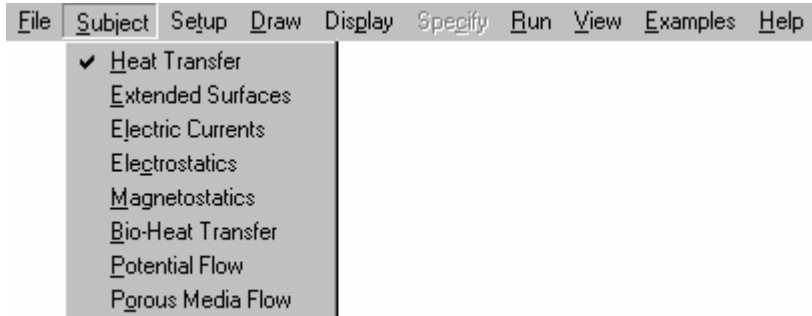 File Subject Setup Draw Display Specify Run View Examples Help
✔ Heat Transfer
Extended Surfaces
Electric Currents
Electrostatics
Magnetostatics
Bio-Heat Transfer
Potential Flow
Porous Media Flow